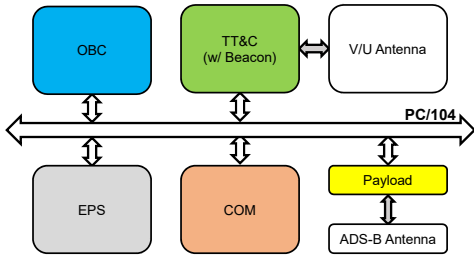 OBC
TT&C
(w/ Beacon)
V/U Antenna
PC/104
EPS
COM
Payload
ADS-B Antenna